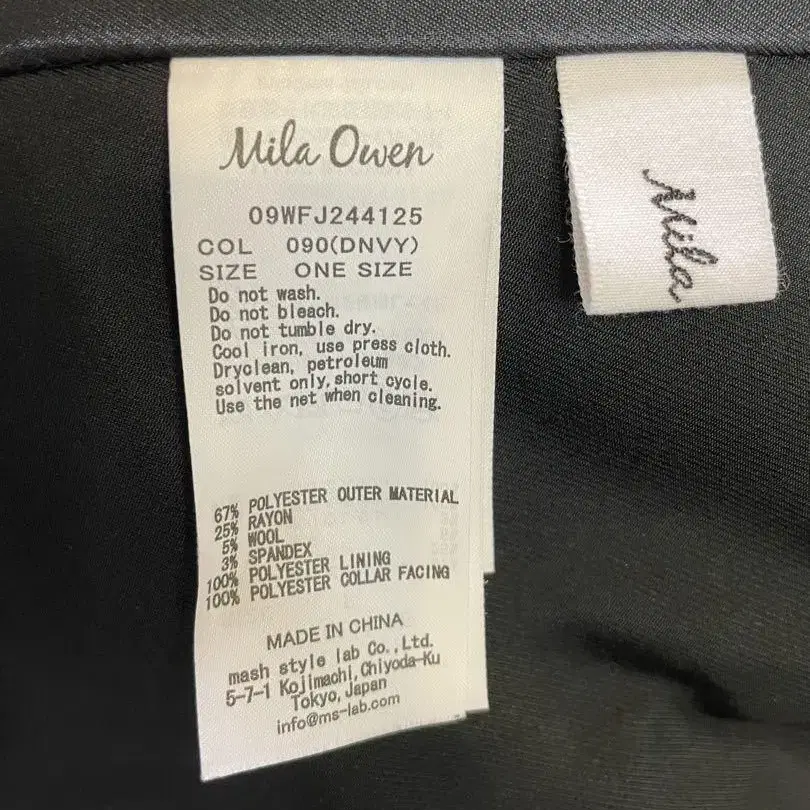 Mila Owen
09WFJ244125
COL 090(DNVY)
SIZE ONE SIZE
Do not wash.
Do not bleach.
Do not tumble dry.
Cool iron, use press cloth.
Dryclean, petroleum
solvent only, short cycle.
Use the net when cleaning.
67% POLYESTER OUTER MATERIAL
25% RAYON
5% WOOL
3% SPANDEX
100% POLYESTER LINING
100% POLYESTER COLLAR FACING
MADE IN CHINA
mash style lab Co.,Ltd.
5-7-1 Kojimachi,Chiyoda-Ku
Tokyo,Japan
info@ms-lab.com
Mila